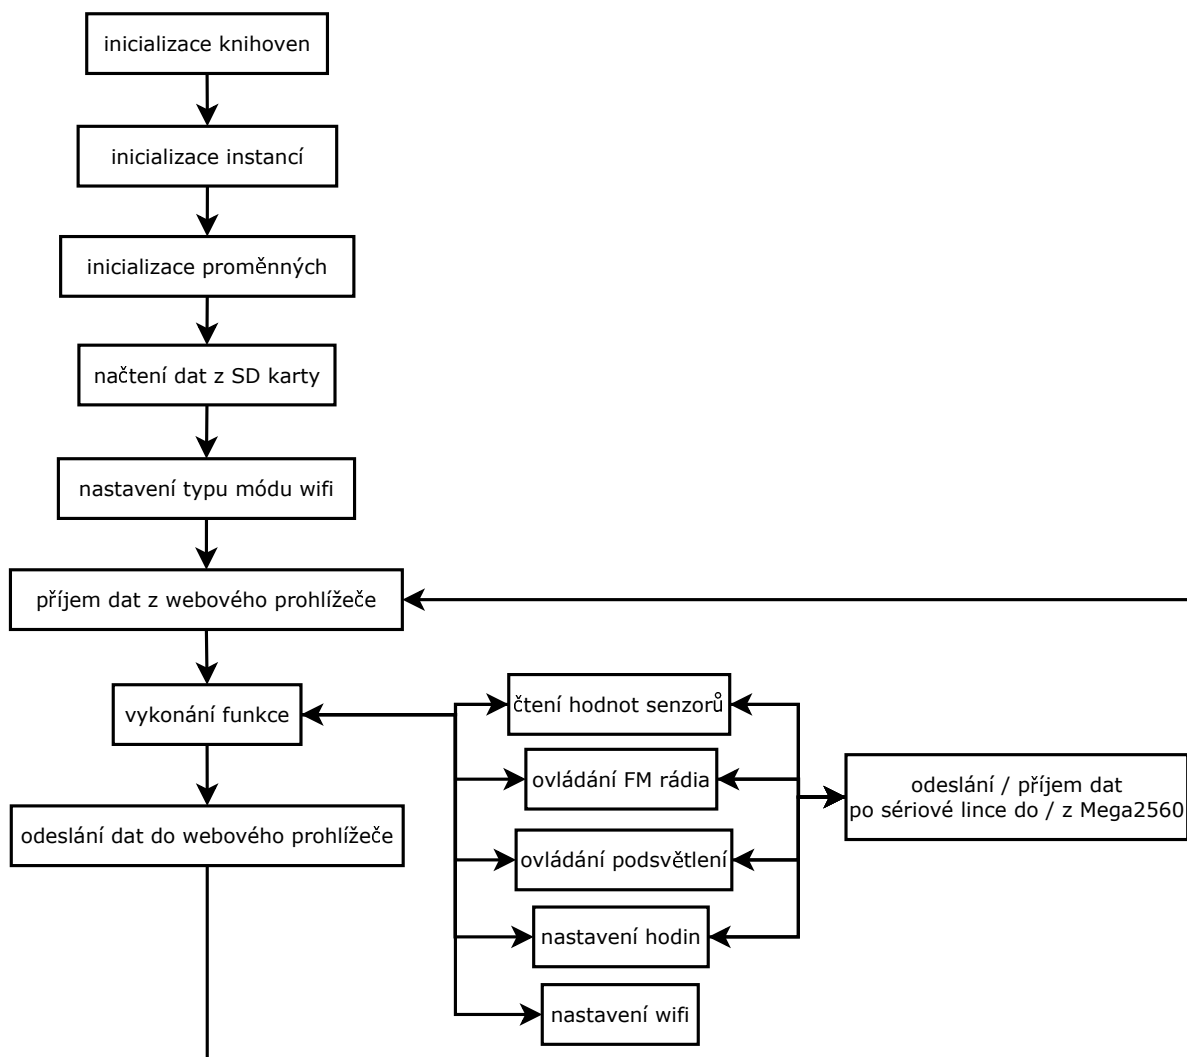 inicializace knihoven
inicializace instancí
inicializace proměnných
načtení dat z SD karty
nastavení typu módu wifi
příjem dat z webového prohlížeče
vykonání funkce
odeslání dat do webového prohlížeče
čtení hodnot senzorů
ovládání FM rádia
ovládání podsvětlení
nastavení hodin
nastavení wifi
odeslání / příjem dat
po sériové lince do / z Mega2560